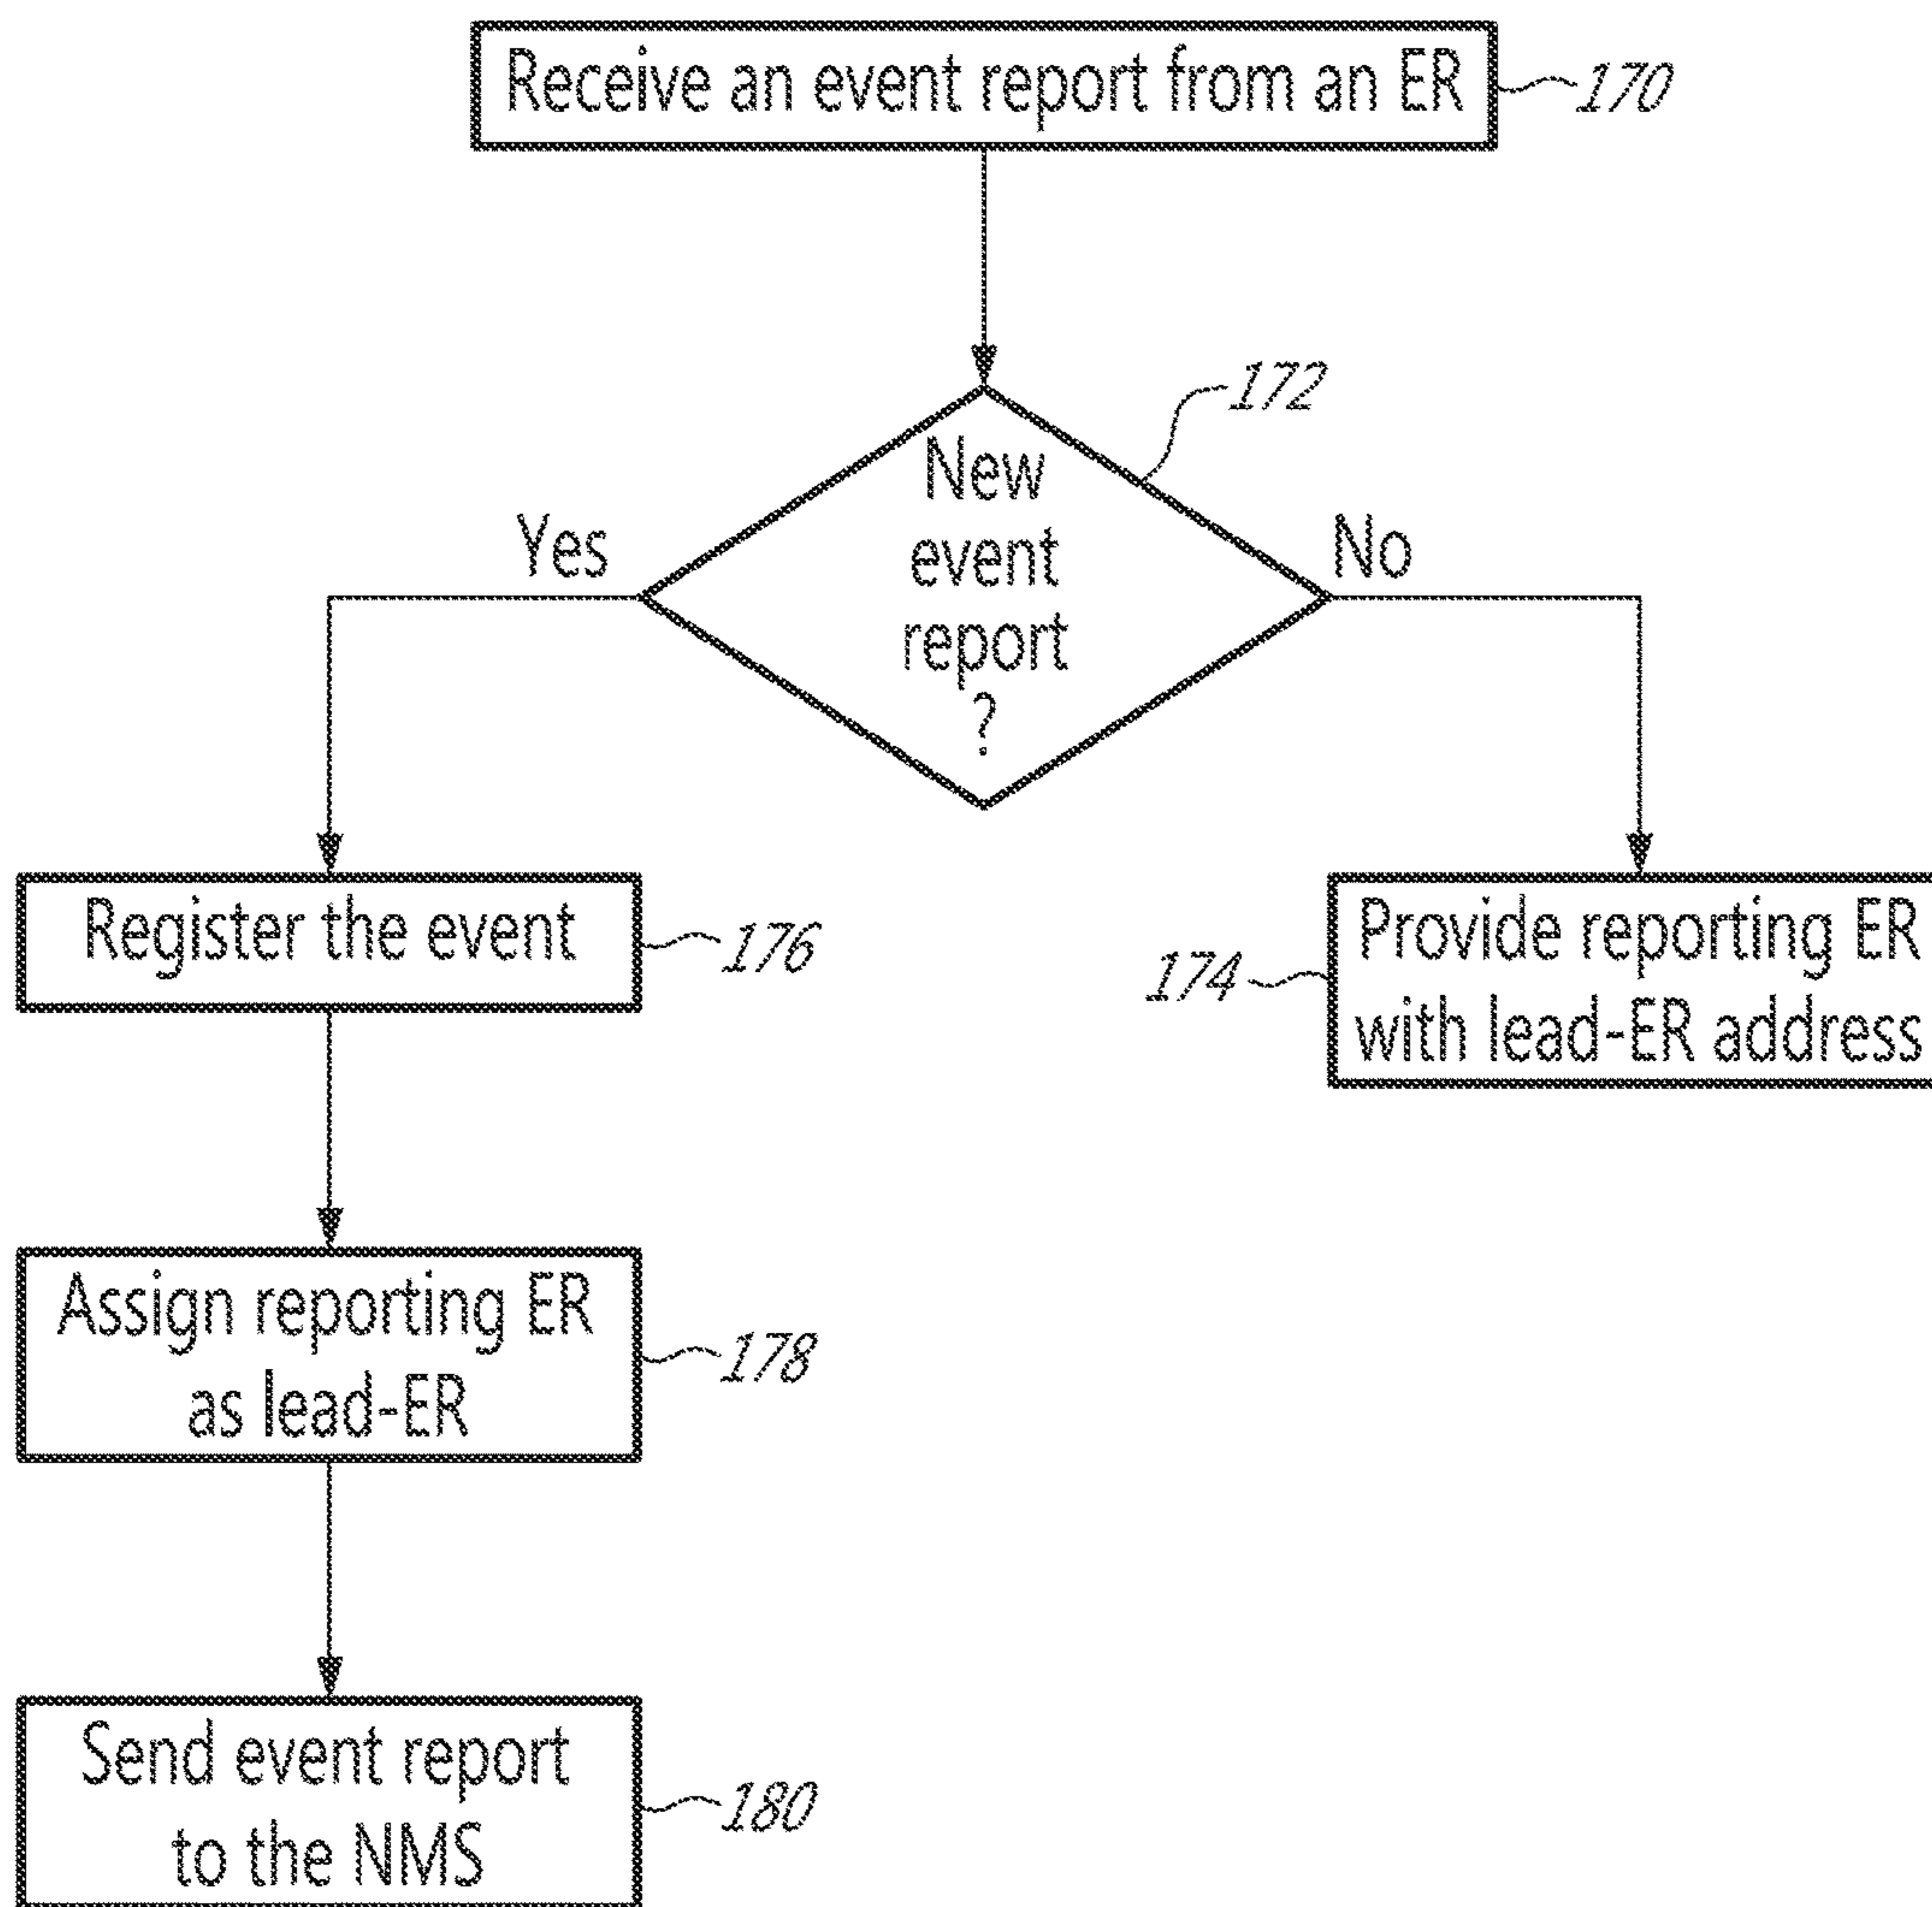 Receive an event report from an ER
170
172
New
event
report
?
Yes
No
Register the event
176
174
Provide reporting ER
with lead-ER address
Assign reporting ER
as lead-ER
178
Send event report
to the NMS
180